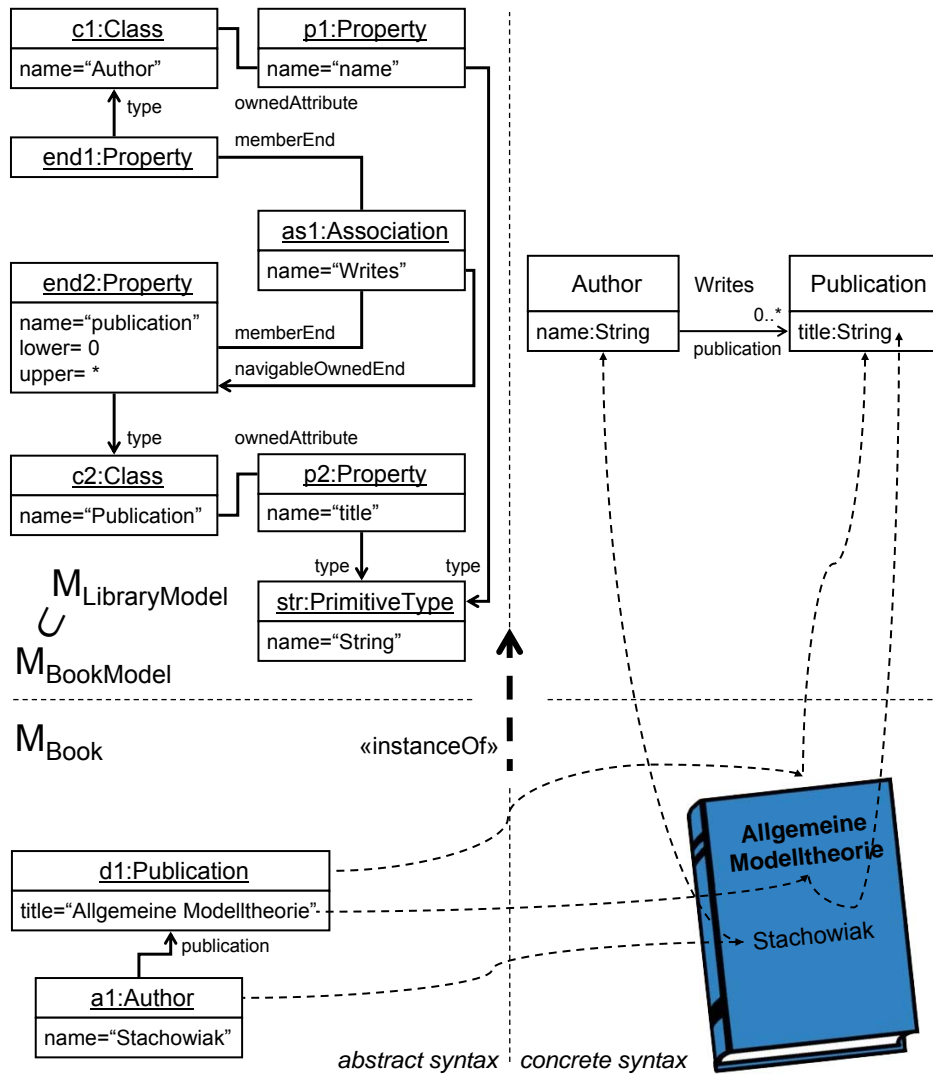 c1:Class
name=“Author”
p1:Property
name=“name”
type
ownedAttribute
memberEnd
end1:Property
as1:Association
name=“Writes”
end2:Property
name=“publication”
lower= 0
upper= *
memberEnd
navigableOwnedEnd
type
ownedAttribute
c2:Class
name=“Publication”
p2:Property
name=“title”
type
type
str:PrimitiveType
name=“String”
MLibraryModel
∪
MBookModel
Author
name:String
Writes
0..*
publication
Publication
title:String
MBook
«instanceOf»
d1:Publication
title=“Allgemeine Modelltheorie”
publication
a1:Author
name=“Stachowiak”
Allgemeine
Modelltheorie
Stachowiak
abstract syntax
concrete syntax